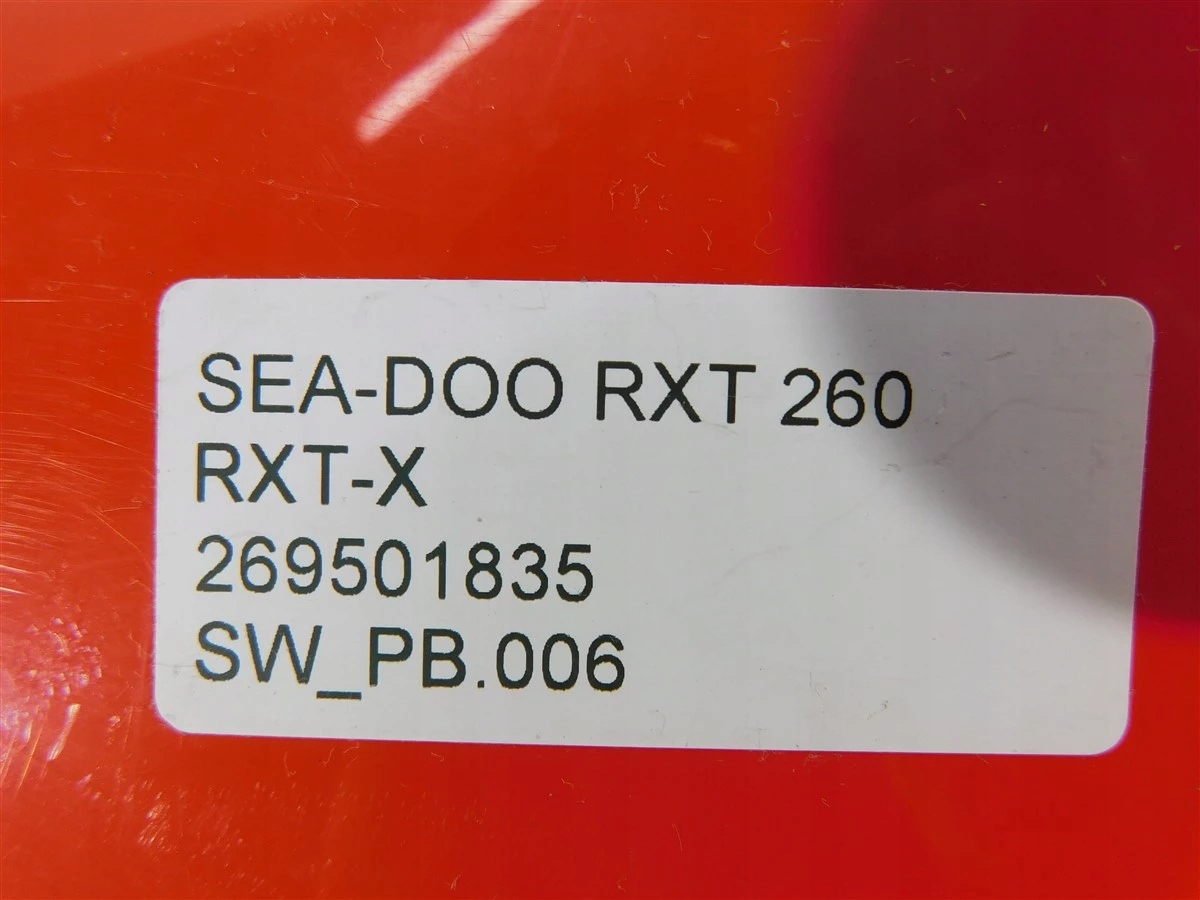 SEA-DOO RXT 260
RXT-X
269501835
SW_PB.006